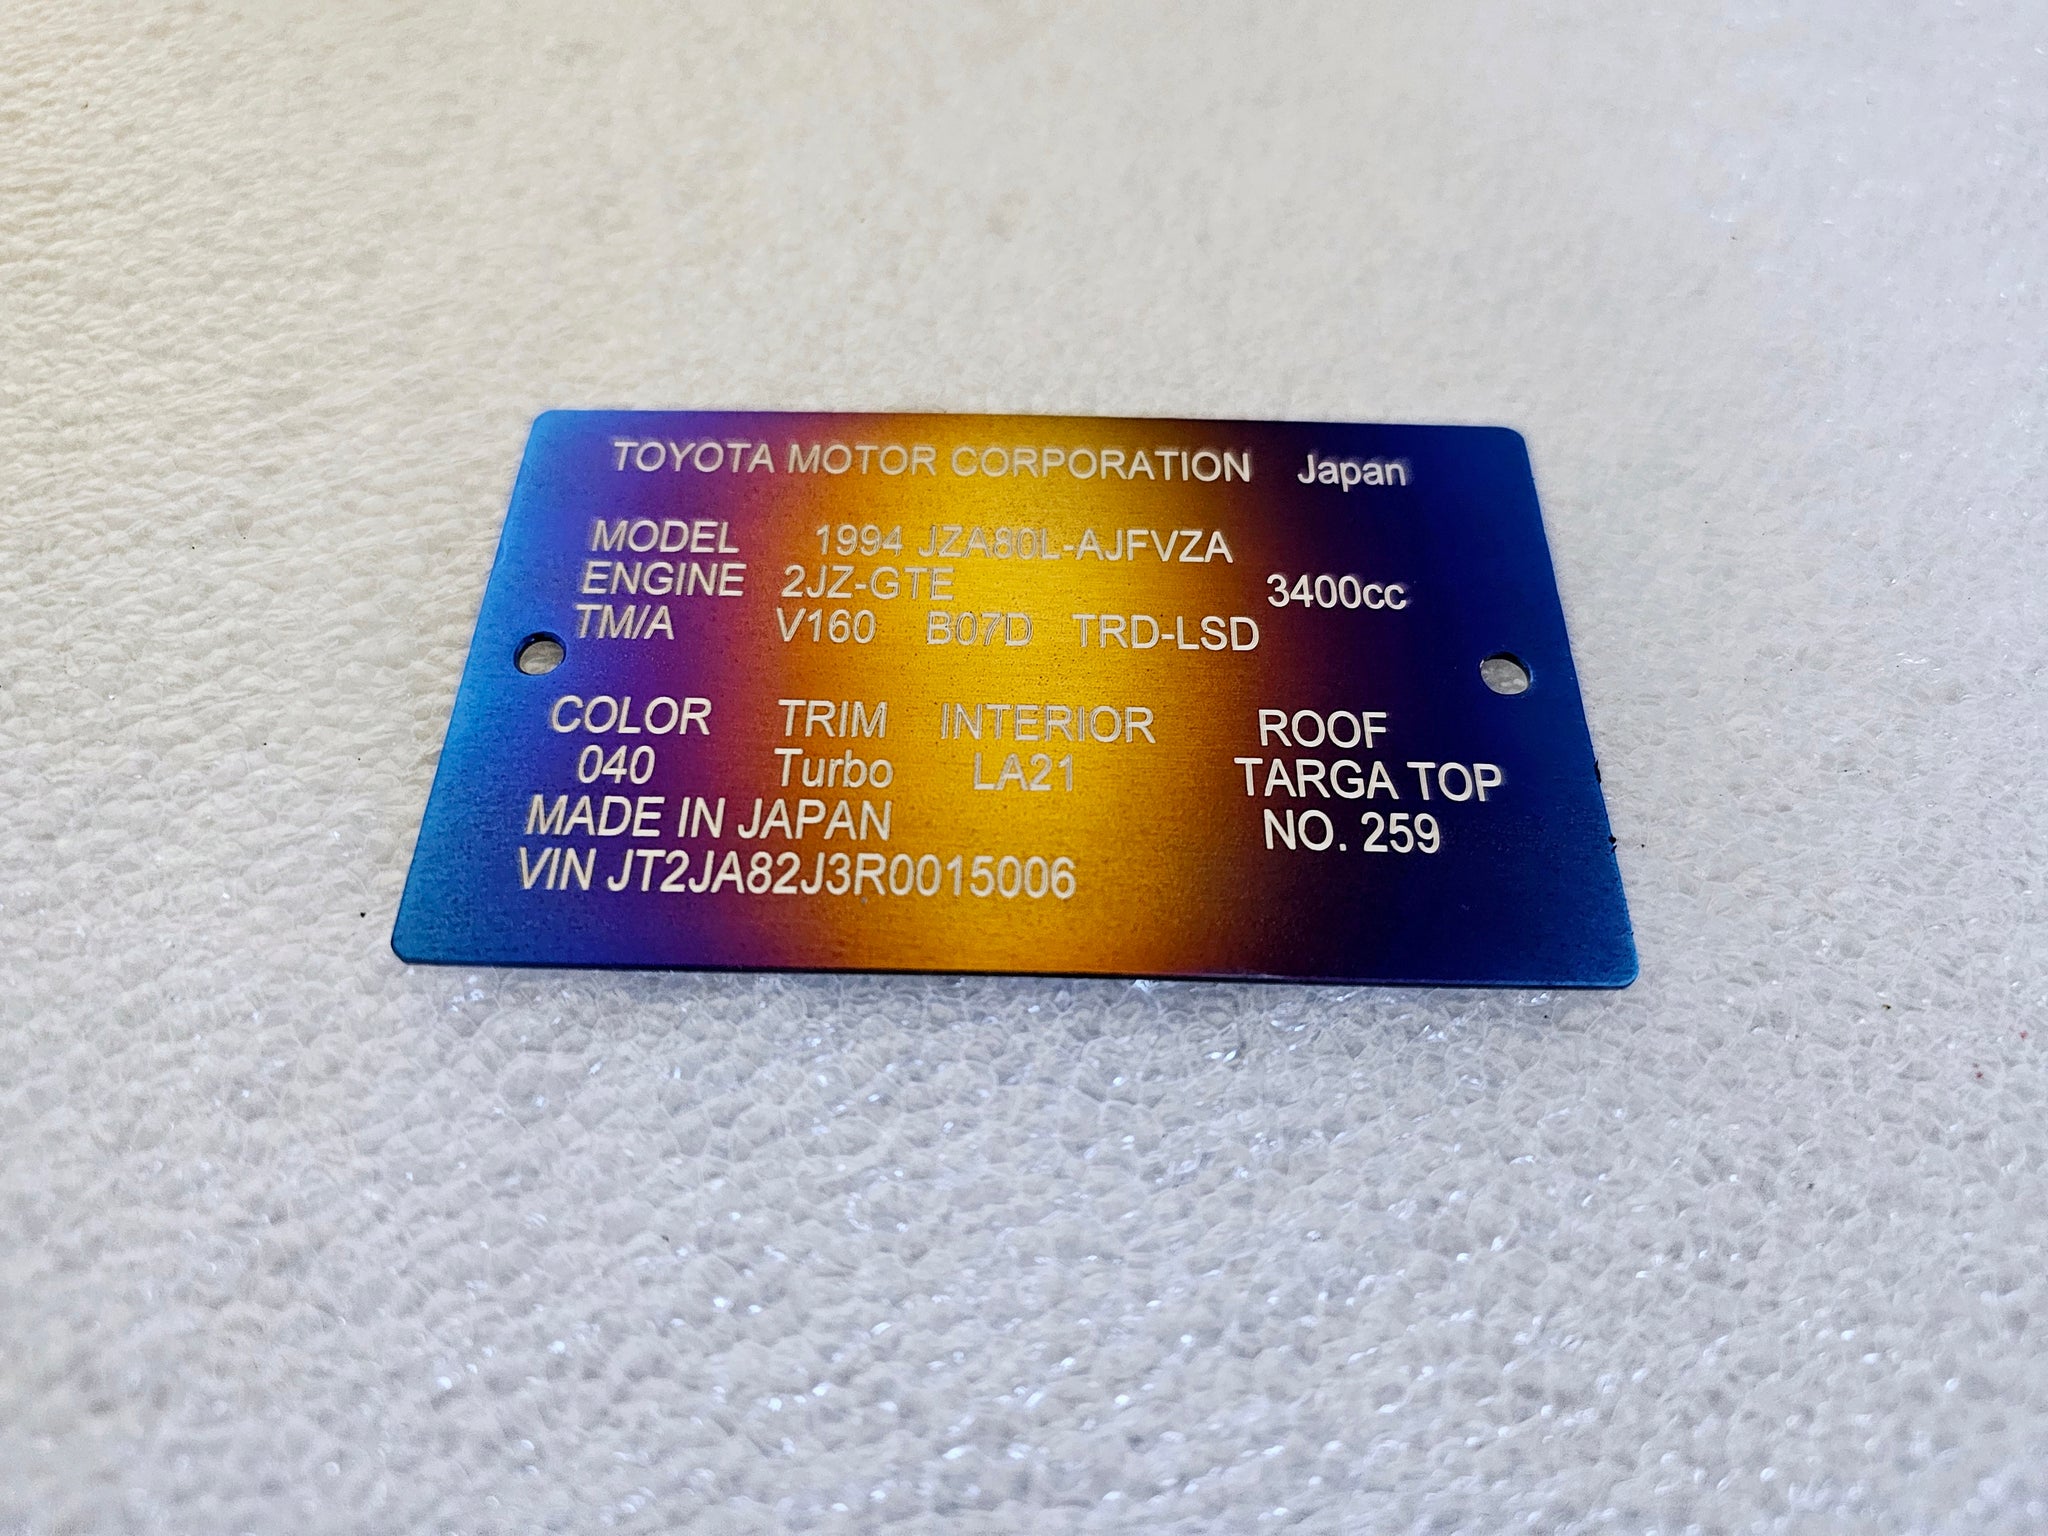 TOYOTA MOTOR CORPORATION Japan
MODEL 1994 JZA80L-AJFVZA
ENGINE 2JZ-GTE 3400cc
TM/A V160 B07D TRD-LSD
COLOR TRIM INTERIOR ROOF
040 Turbo LA21 TARGA TOP
MADE IN JAPAN NO. 259
VIN JT2JA82J3R0015006